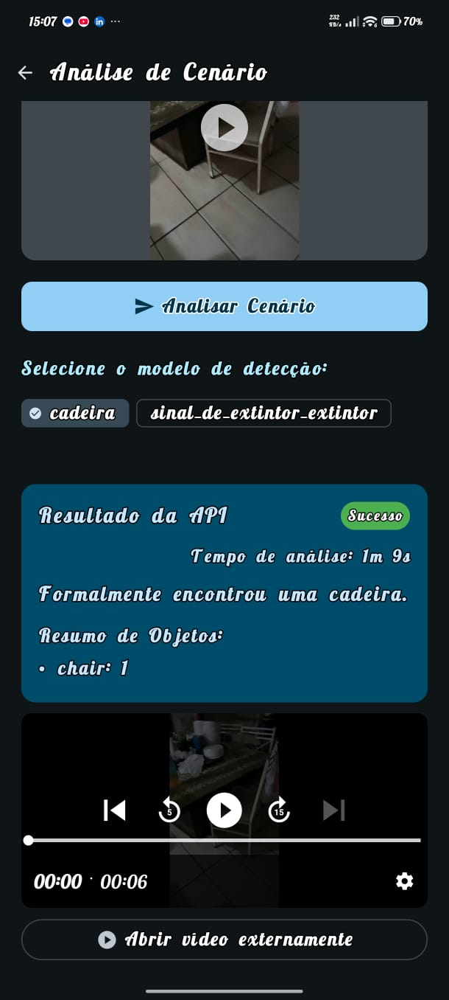 15:07 232 KB/s 6 70%
Análise de Cenário
Analisar Cenário
Selecione o modelo de detecção:
cadeira sinal_de_extintor_extintor
Resultado da API Sucesso
Tempo de análise: 1m 9s
Formalmente encontrou uma cadeira.
Resumo de Objetos:
• chair: 1
5 15
00:00 · 00:06
Abrir vídeo externamente